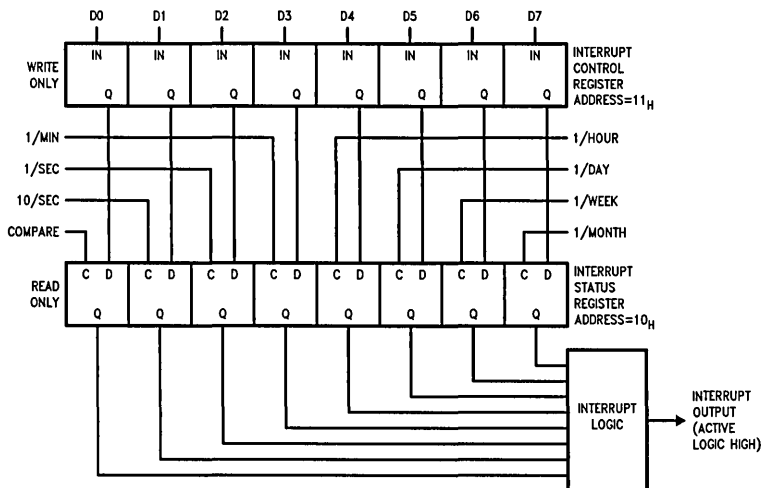 D0 D1 D2 D3 D4 D5 D6 D7
WRITE
ONLY
IN IN IN IN IN IN IN IN
Q Q Q Q Q Q Q Q
INTERRUPT
CONTROL
REGISTER
ADDRESS=11H
1/MIN
1/SEC
10/SEC
COMPARE
1/HOUR
1/DAY
1/WEEK
1/MONTH
READ
ONLY
C D C D C D C D C D C D C D C D
Q Q Q Q Q Q Q Q
INTERRUPT
STATUS
REGISTER
ADDRESS=10H
INTERRUPT
LOGIC
INTERRUPT
OUTPUT
(ACTIVE
LOGIC HIGH)